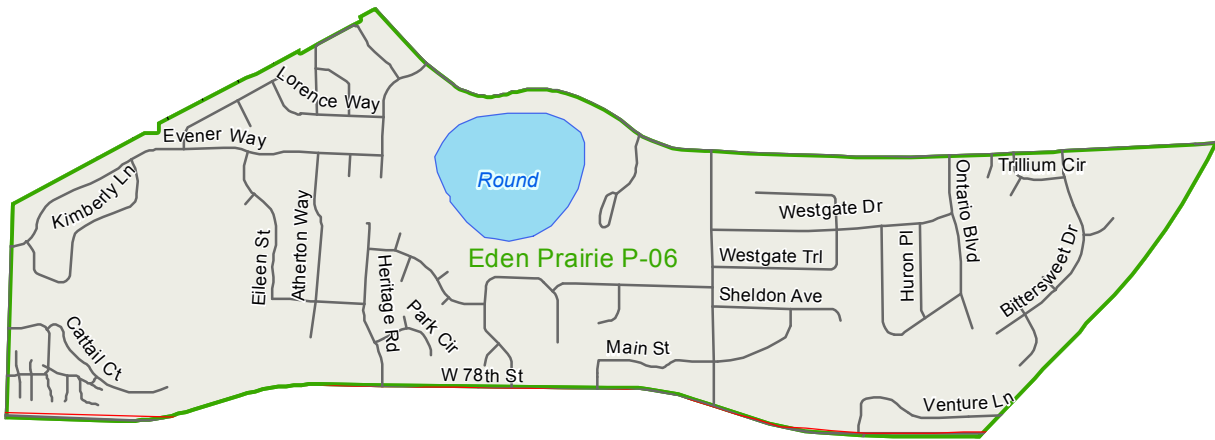 Lorence Way
Evener Way
Trillium Cir
Kimberly Ln
Round
Ontario Blvd
Westgate Dr
Eden Prairie P-06
Westgate Trl
Huron Pl
Bittersweet Dr
Eileen St
Atherton Way
Heritage Rd
Sheldon Ave
Park Cir
Cattail Ct
Main St
W 78th St
Venture Ln